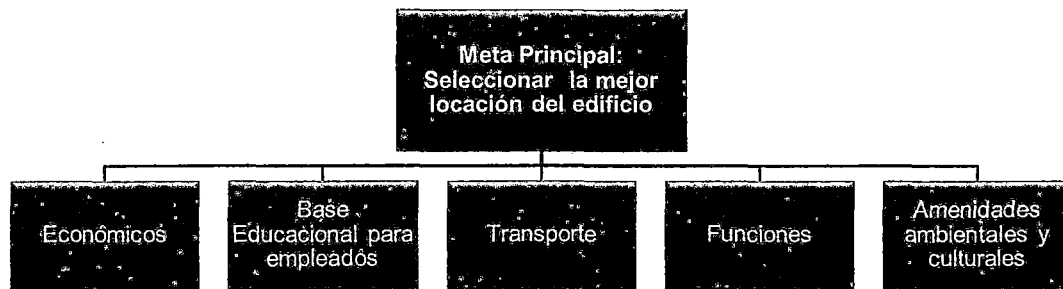 Meta Principal:
Seleccionar la mejor
locación del edificio
Económicos
Base
Educacional para
empleados
Transporte
Funciones
Amenidades
ambientales y
culturales